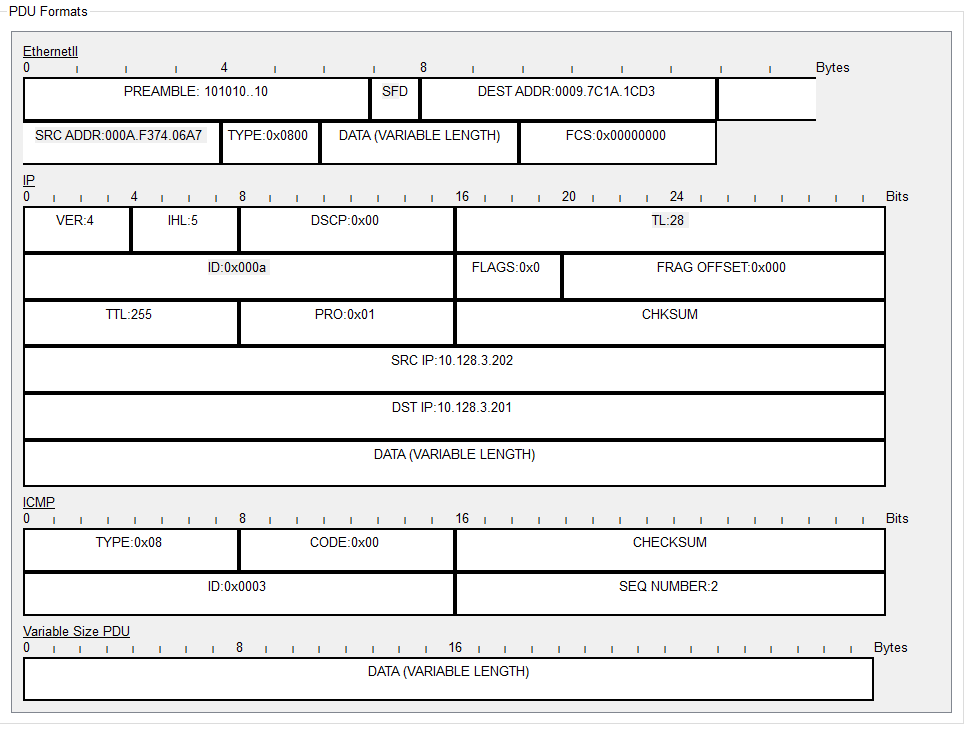 PDU Formats
EthernetII
0 4 8 Bytes
PREAMBLE: 101010..10 SFD DEST ADDR:0009.7C1A.1CD3
SRC ADDR:000A.F374.06A7 TYPE:0x0800 DATA (VARIABLE LENGTH) FCS:0x00000000
IP
0 4 8 16 20 24 Bits
VER:4 IHL:5 DSCP:0x00 TL:28
ID:0x000a FLAGS:0x0 FRAG OFFSET:0x000
TTL:255 PRO:0x01 CHKSUM
SRC IP:10.128.3.202
DST IP:10.128.3.201
DATA (VARIABLE LENGTH)
ICMP
0 8 16 Bits
TYPE:0x08 CODE:0x00 CHECKSUM
ID:0x0003 SEQ NUMBER:2
Variable Size PDU
0 8 16 Bytes
DATA (VARIABLE LENGTH)